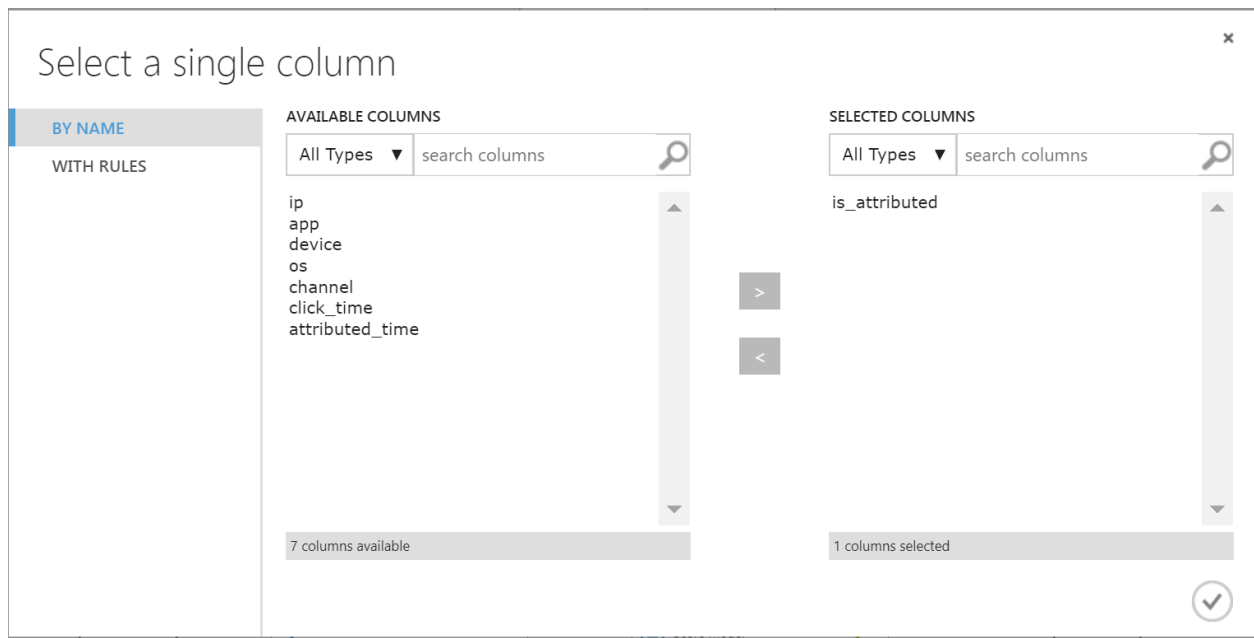 Select a single column
BY NAME
WITH RULES
AVAILABLE COLUMNS
All Types ▼ search columns
ip
app
device
os
channel
click_time
attributed_time
7 columns available
>
<
SELECTED COLUMNS
All Types ▼ search columns
is_attributed
1 columns selected